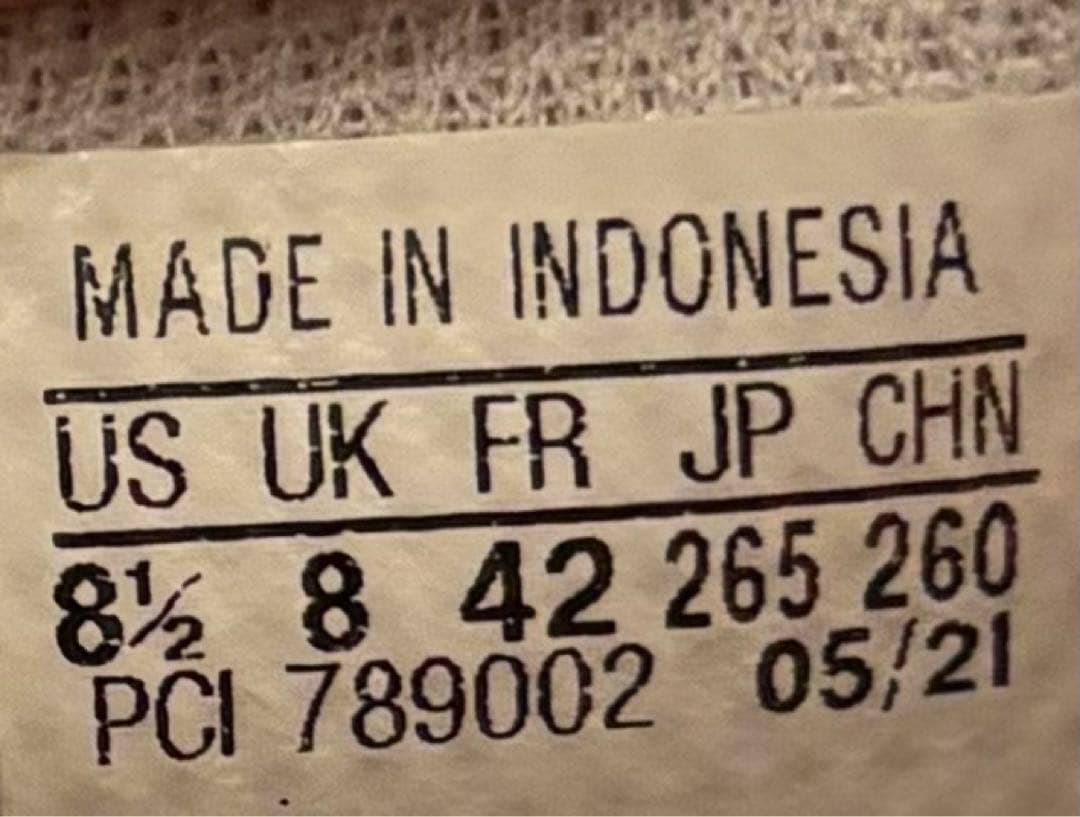 MADE IN INDONESIA
US UK FR JP CHN
8½ 8 42 265 260
PCI 789002 05/21